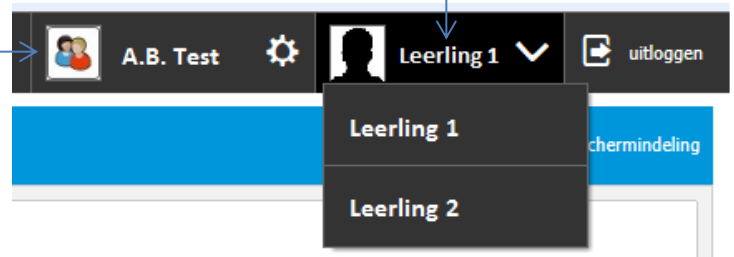 A.B. Test Leerling 1 uitloggen
Leerling 1
chermindeling
Leerling 2